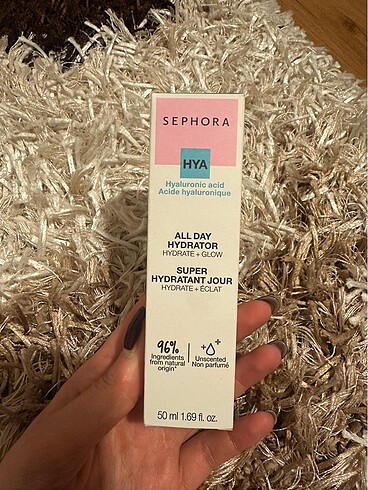 SEPHORA
HYA
Hyaluronic acid
Acide hyaluronique
ALL DAY
HYDRATOR
HYDRATE + GLOW
SUPER
HYDRATANT JOUR
HYDRATE + ÉCLAT
96%
Ingredients
from natural
origin*
Unscented
Non parfumé
50 ml 1.69 fl. oz.